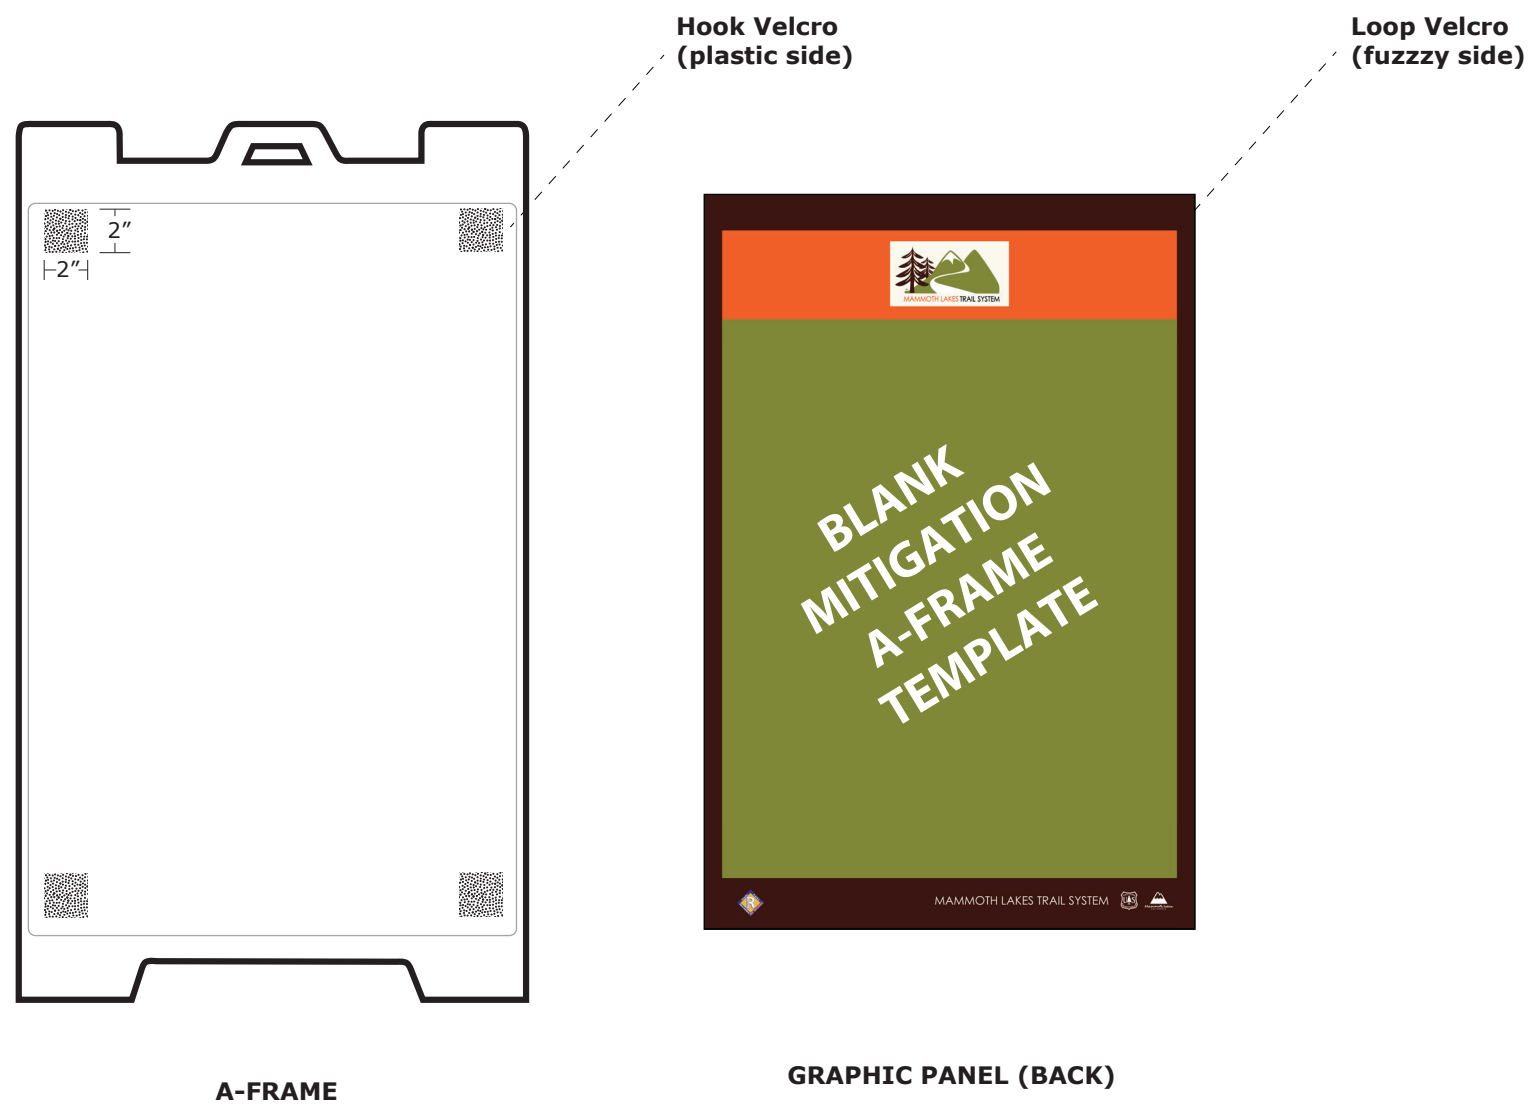 Hook Velcro
(plastic side)
Loop Velcro
(fuzzzy side)
2”
2”
MAMMOTH LAKES TRAIL SYSTEM
BLANK
MITIGATION
A-FRAME
TEMPLATE
R
MAMMOTH LAKES TRAIL SYSTEM
A-FRAME
GRAPHIC PANEL (BACK)